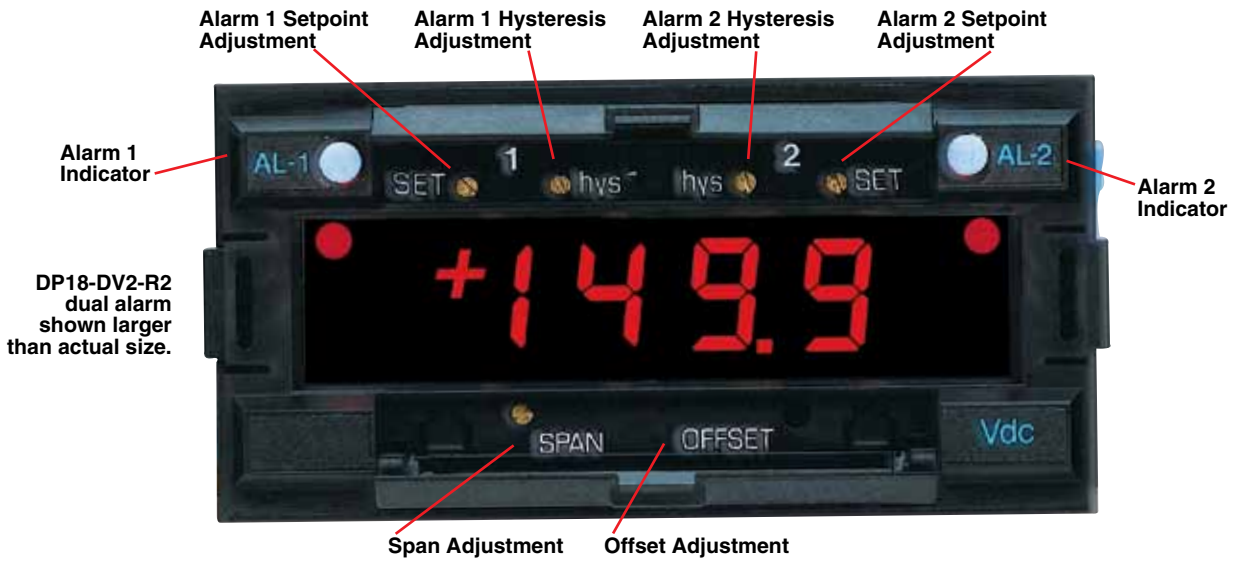 Alarm 1 Setpoint
Adjustment
Alarm 1 Hysteresis
Adjustment
Alarm 2 Hysteresis
Adjustment
Alarm 2 Setpoint
Adjustment
Alarm 1
Indicator
AL-1
SET
1
hys
hys
2
SET
AL-2
Alarm 2
Indicator
DP18-DV2-R2
dual alarm
shown larger
than actual size.
+149.9
SPAN
OFFSET
Vdc
Span Adjustment
Offset Adjustment